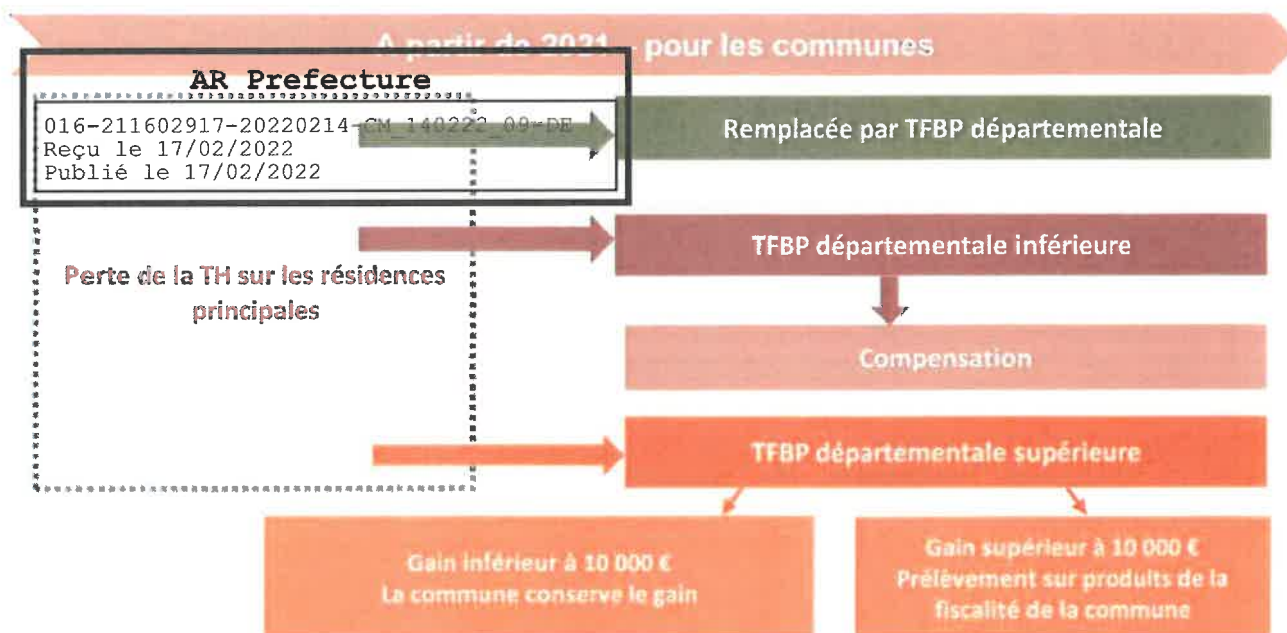 A partir de 2021 – pour les communes
AR Prefecture
016-211602917-20220214-CM_140222_09-DE
Reçu le 17/02/2022
Publié le 17/02/2022
Remplacée par TFBP départementale
TFBP départementale inférieure
Perte de la TH sur les résidences
principales
Compensation
TFBP départementale supérieure
Gain inférieur à 10 000 €
La commune conserve le gain
Gain supérieur à 10 000 €
Prélèvement sur produits de la
fiscalité de la commune